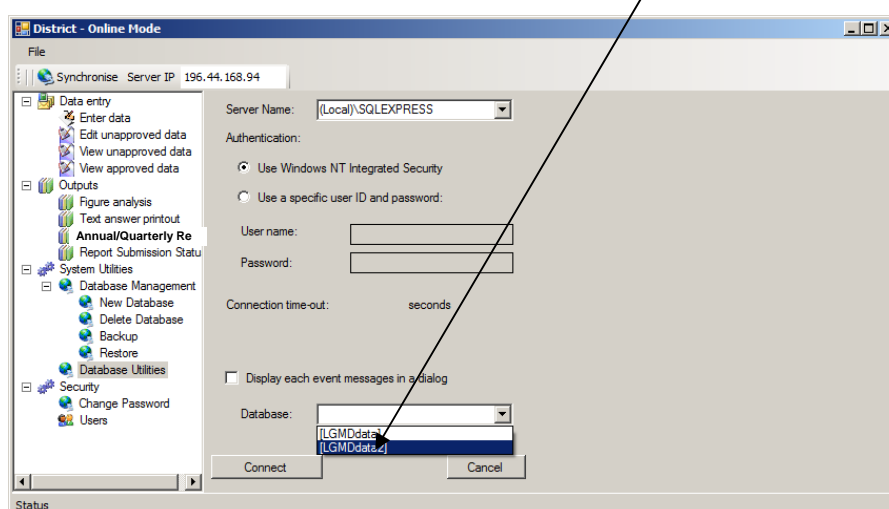 District - Online Mode
File
Synchronise Server IP 196.44.168.94
Data entry
Enter data
Edit unapproved data
View unapproved data
View approved data
Outputs
Figure analysis
Text answer printout
Annual/Quarterly Re
Report Submission Statu
System Utilities
Database Management
New Database
Delete Database
Backup
Restore
Database Utilities
Security
Change Password
Users
Server Name: (Local)\SQLEXPRESS
Authentication:
Use Windows NT Integrated Security
Use a specific user ID and password:
User name:
Password:
Connection time-out: seconds
Display each event messages in a dialog
Database:
[LGMDdata]
[LGMDdata2]
Connect Cancel
Status